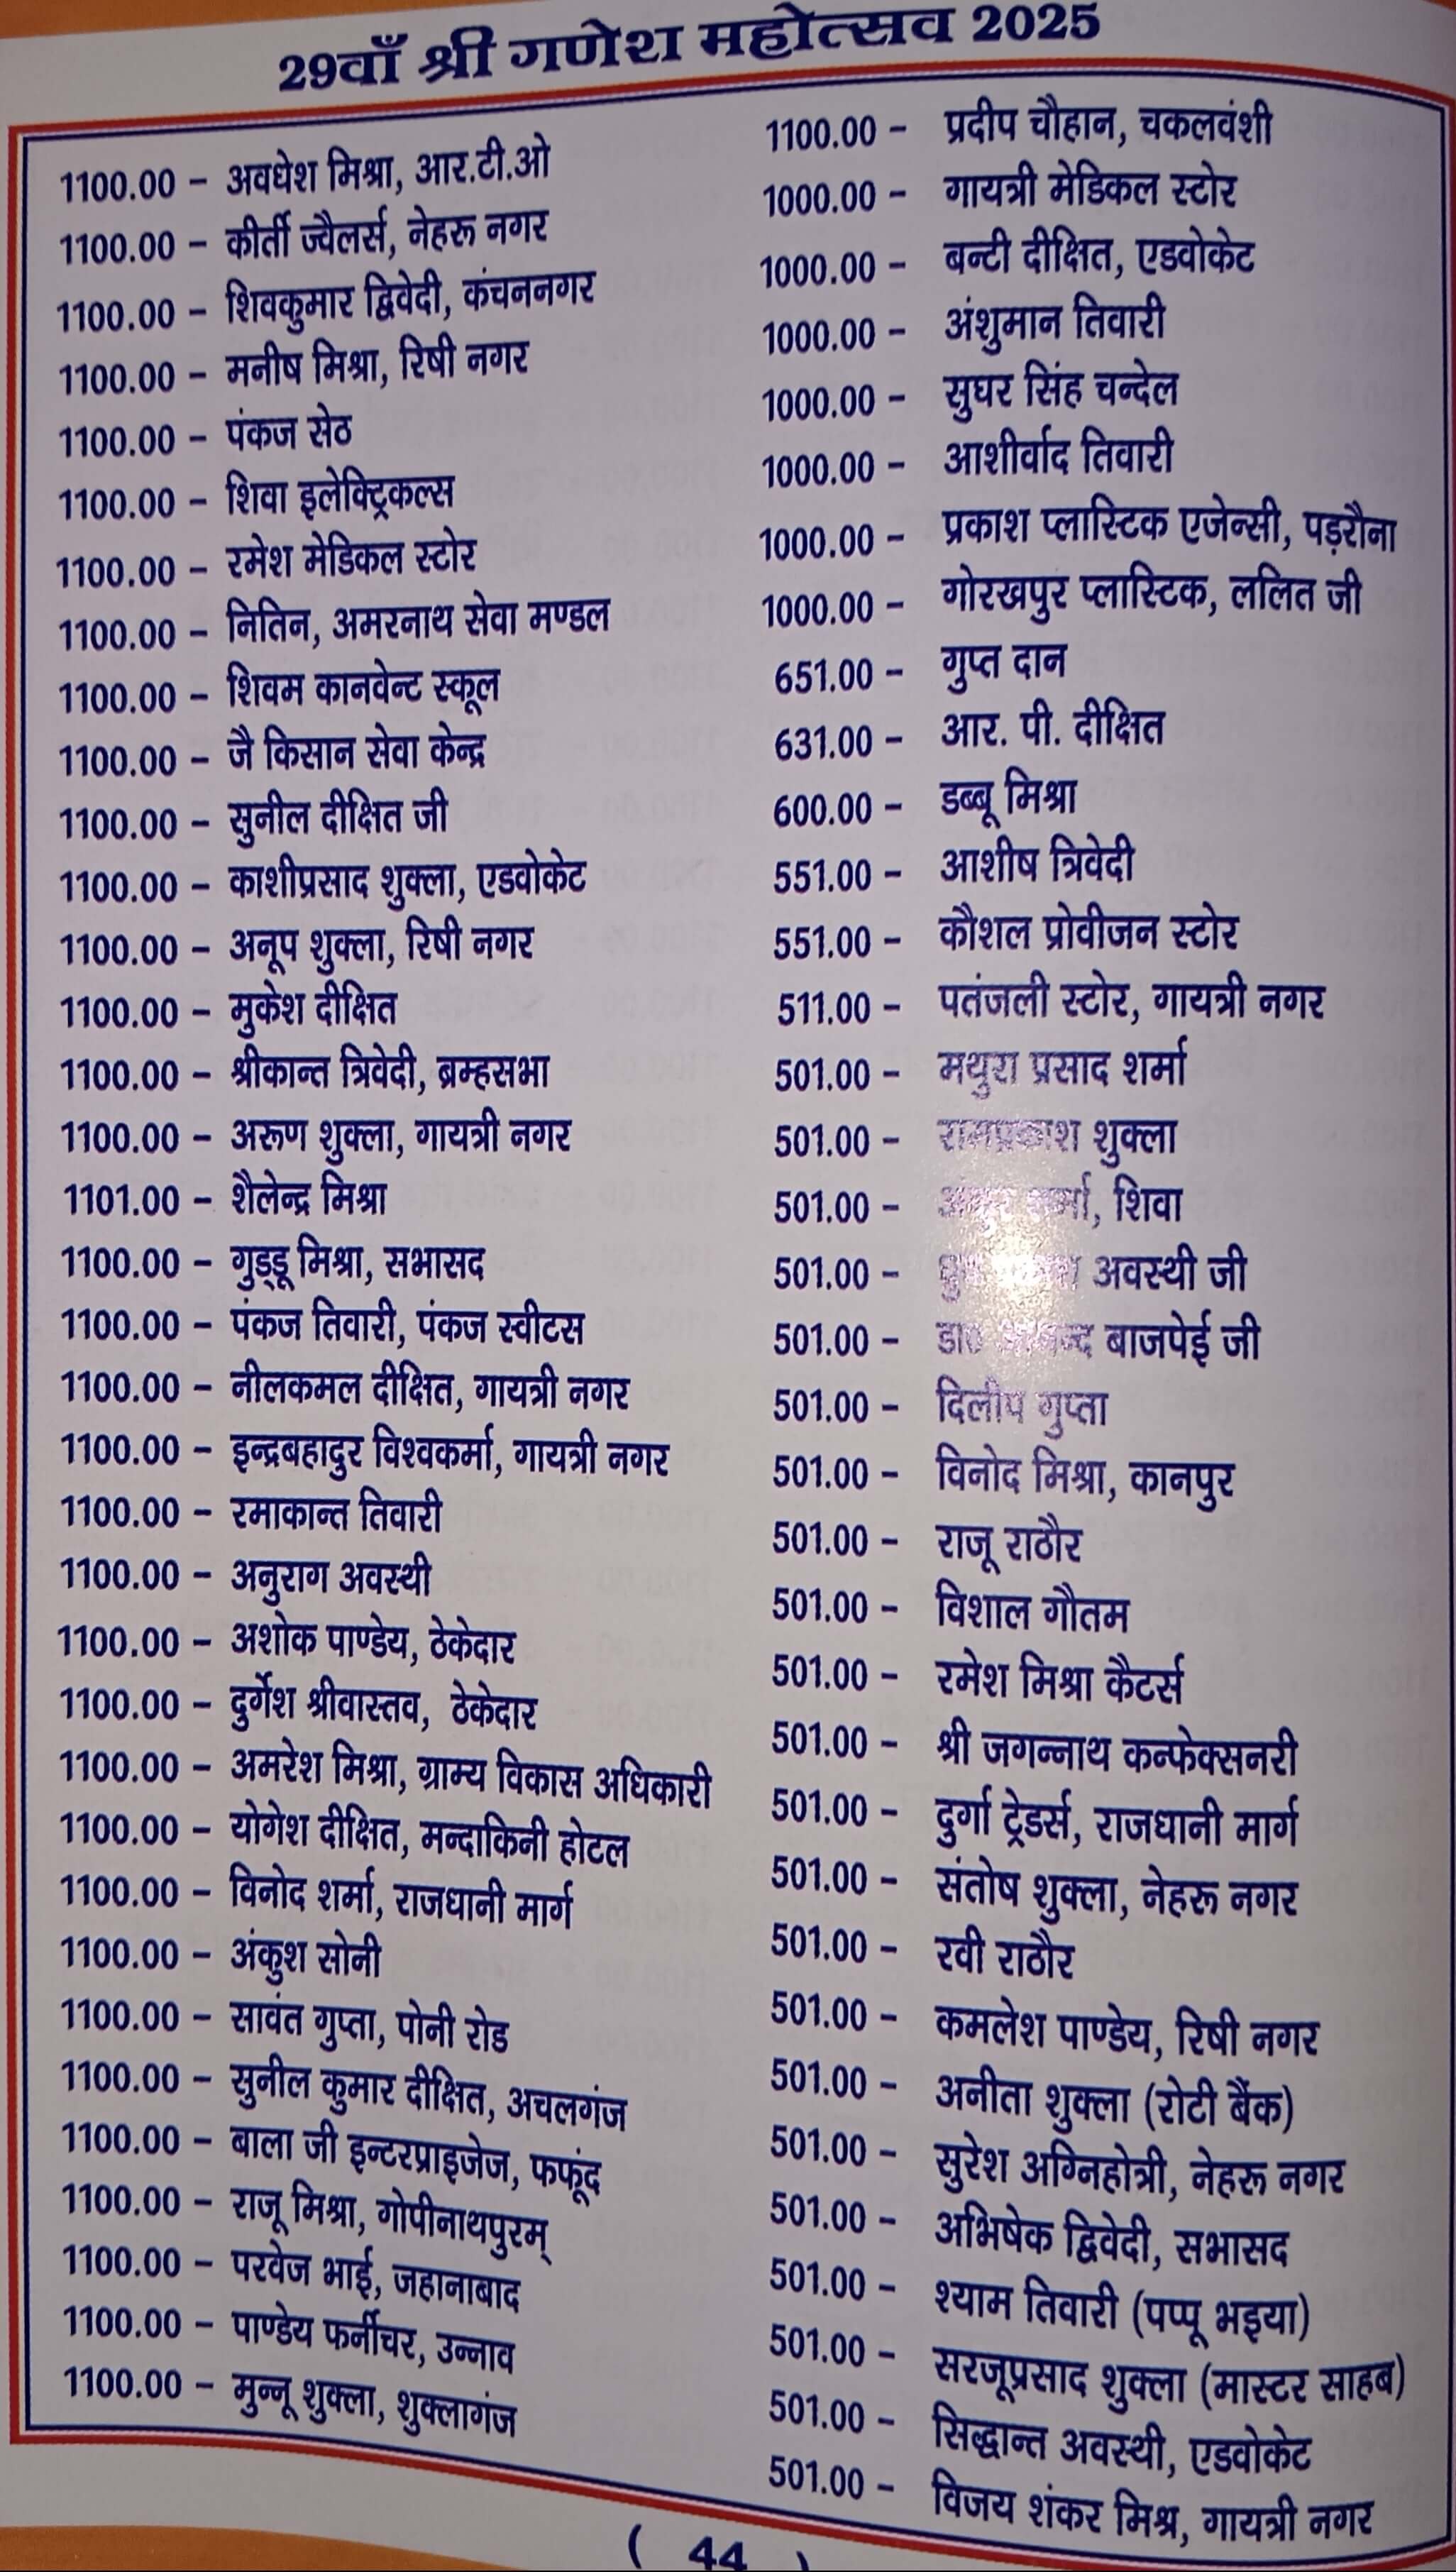 29वाँ श्री गणेश महोत्सव 2025
1100.00 – अवधेश मिश्रा, आर.टी.ओ
1100.00 – कीर्ती ज्वैलर्स, नेहरू नगर
1100.00 – शिवकुमार द्विवेदी, कंचननगर
1100.00 – मनीष मिश्रा, रिषी नगर
1100.00 – पंकज सेठ
1100.00 – शिवा इलेक्ट्रिकल्स
1100.00 – रमेश मेडिकल स्टोर
1100.00 – नितिन, अमरनाथ सेवा मण्डल
1100.00 – शिवम कानवेन्ट स्कूल
1100.00 – जै किसान सेवा केन्द्र
1100.00 – सुनील दीक्षित जी
1100.00 – काशीप्रसाद शुक्ला, एडवोकेट
1100.00 – अनूप शुक्ला, रिषी नगर
1100.00 – मुकेश दीक्षित
1100.00 – श्रीकान्त त्रिवेदी, ब्रम्हसभा
1100.00 – अरूण शुक्ला, गायत्री नगर
1101.00 – शैलेन्द्र मिश्रा
1100.00 – गुड्डू मिश्रा, सभासद
1100.00 – पंकज तिवारी, पंकज स्वीटस
1100.00 – नीलकमल दीक्षित, गायत्री नगर
1100.00 – इन्द्रबहादुर विश्वकर्मा, गायत्री नगर
1100.00 – रमाकान्त तिवारी
1100.00 – अनुराग अवस्थी
1100.00 – अशोक पाण्डेय, ठेकेदार
1100.00 – दुर्गेश श्रीवास्तव, ठेकेदार
1100.00 – अमरेश मिश्रा, ग्राम्य विकास अधिकारी
1100.00 – योगेश दीक्षित, मन्दाकिनी होटल
1100.00 – विनोद शर्मा, राजधानी मार्ग
1100.00 – अंकुश सोनी
1100.00 – सावंत गुप्ता, पोनी रोड
1100.00 – सुनील कुमार दीक्षित, अचलगंज
1100.00 – बाला जी इन्टरप्राइजेज, फफूंद
1100.00 – राजू मिश्रा, गोपीनाथपुरम्
1100.00 – परवेज भाई, जहानाबाद
1100.00 – पाण्डेय फर्नीचर, उन्नाव
1100.00 – मुन्नू शुक्ला, शुक्लागंज
1100.00 – प्रदीप चौहान, चकलवंशी
1000.00 – गायत्री मेडिकल स्टोर
1000.00 – बन्टी दीक्षित, एडवोकेट
1000.00 – अंशुमान तिवारी
1000.00 – सुघर सिंह चन्देल
1000.00 – आशीर्वाद तिवारी
1000.00 – प्रकाश प्लास्टिक एजेन्सी, पड़रौना
1000.00 – गोरखपुर प्लास्टिक, ललित जी
651.00 – गुप्त दान
631.00 – आर. पी. दीक्षित
600.00 – डब्बू मिश्रा
551.00 – आशीष त्रिवेदी
551.00 – कौशल प्रोवीजन स्टोर
511.00 – पतंजली स्टोर, गायत्री नगर
501.00 – मथुरा प्रसाद शर्मा
501.00 – रामप्रकाश शुक्ला
501.00 – शिवा
501.00 – अवस्थी जी
501.00 – डा० बाजपेई जी
501.00 – दिलीप गुप्ता
501.00 – विनोद मिश्रा, कानपुर
501.00 – राजू राठौर
501.00 – विशाल गौतम
501.00 – रमेश मिश्रा कैटर्स
501.00 – श्री जगन्नाथ कन्फेक्सनरी
501.00 – दुर्गा ट्रेडर्स, राजधानी मार्ग
501.00 – संतोष शुक्ला, नेहरू नगर
501.00 – रवी राठौर
501.00 – कमलेश पाण्डेय, रिषी नगर
501.00 – अनीता शुक्ला (रोटी बैंक)
501.00 – सुरेश अग्निहोत्री, नेहरू नगर
501.00 – अभिषेक द्विवेदी, सभासद
501.00 – श्याम तिवारी (पप्पू भइया)
501.00 – सरजूप्रसाद शुक्ला (मास्टर साहब)
501.00 – सिद्धान्त अवस्थी, एडवोकेट
501.00 – विजय शंकर मिश्र, गायत्री नगर
( 44 )